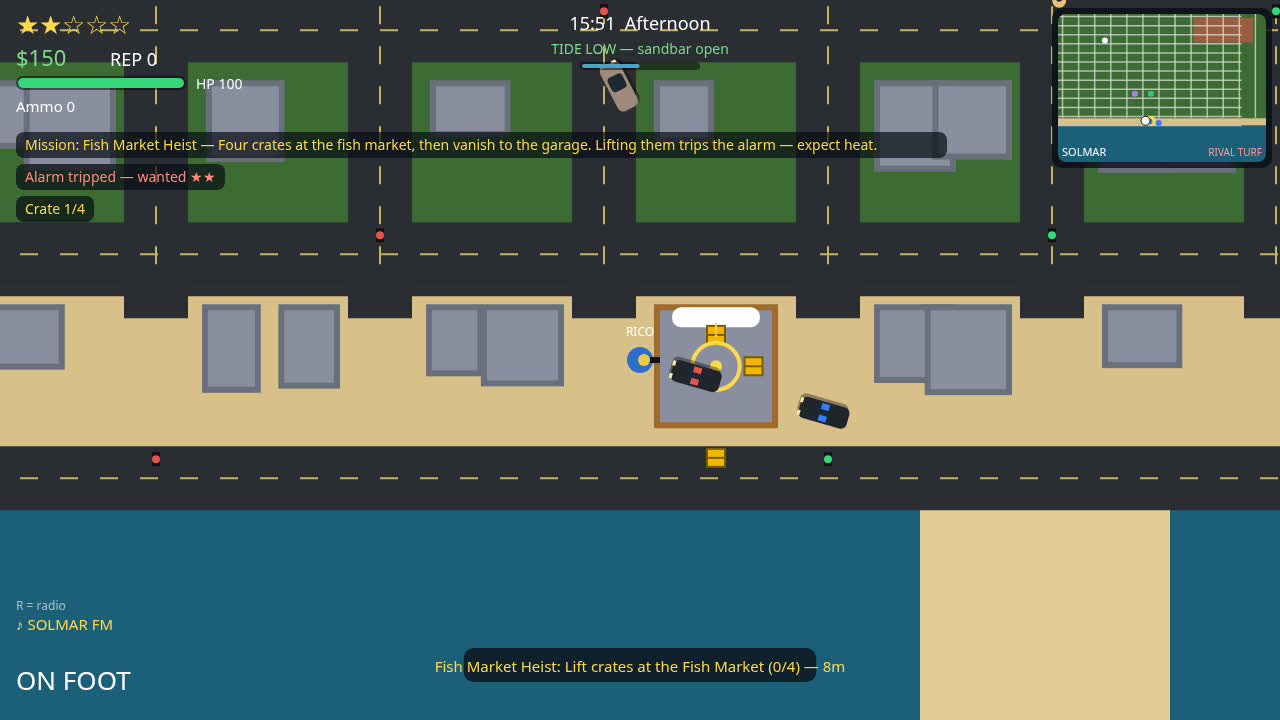 ★★☆☆☆
15:51 Afternoon
$150 REP 0
TIDE LOW — sandbar open
HP 100
Ammo 0
Mission: Fish Market Heist — Four crates at the fish market, then vanish to the garage. Lifting them trips the alarm — expect heat.
SOLMAR
RIVAL TURF
Alarm tripped — wanted ★★
Crate 1/4
RICO
R = radio
♪ SOLMAR FM
Fish Market Heist: Lift crates at the Fish Market (0/4) — 8m
ON FOOT